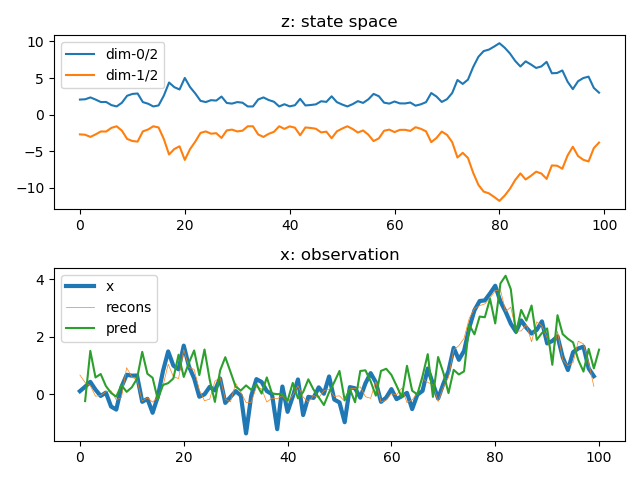 z: state space
10
5
0
−5
−10
dim-0/2
dim-1/2
0 20 40 60 80 100
x: observation
4
2
0
x
recons
pred
0 20 40 60 80 100